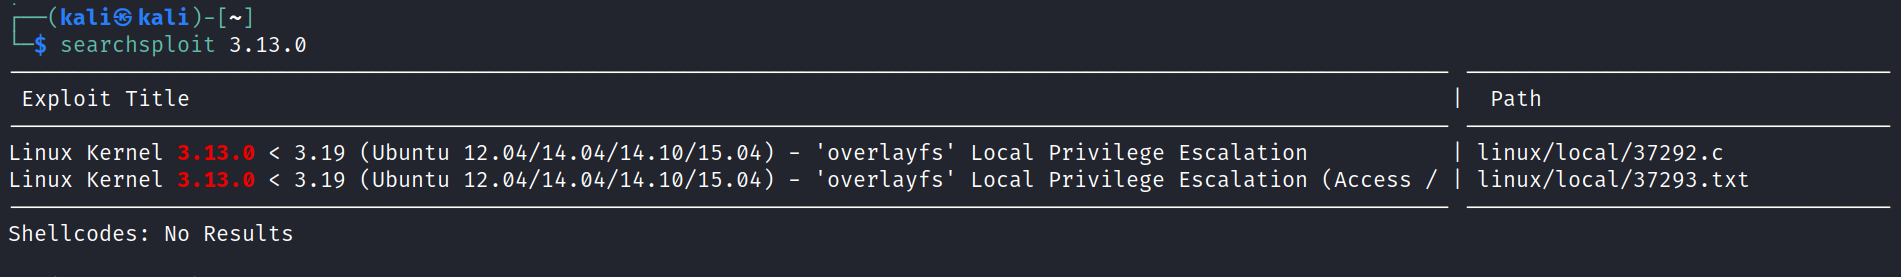 ┌──(kali㉿kali)-[~]
└─$ searchsploit 3.13.0
Exploit Title | Path
Linux Kernel 3.13.0 < 3.19 (Ubuntu 12.04/14.04/14.10/15.04) - 'overlayfs' Local Privilege Escalation | linux/local/37292.c
Linux Kernel 3.13.0 < 3.19 (Ubuntu 12.04/14.04/14.10/15.04) - 'overlayfs' Local Privilege Escalation (Access / | linux/local/37293.txt
Shellcodes: No Results